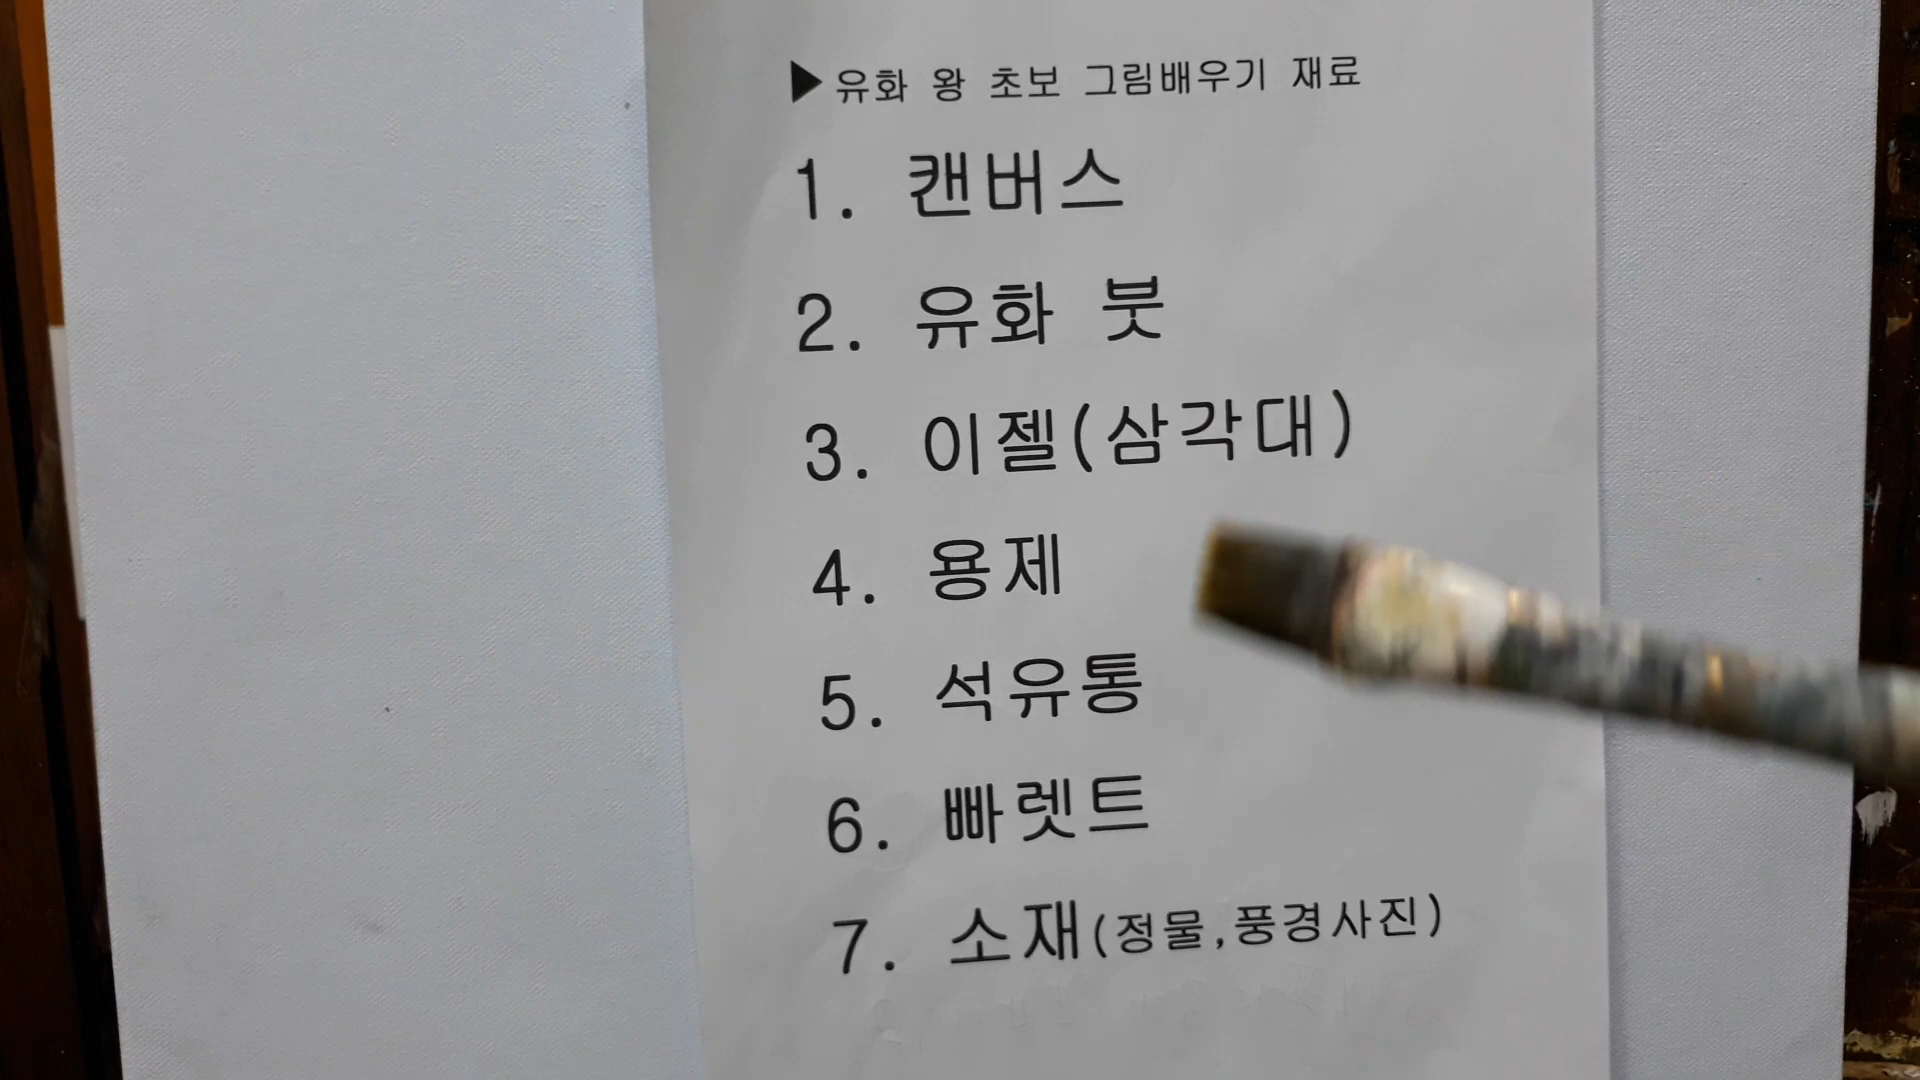 ▶유화 왕 초보 그림배우기 재료
1. 캔버스
2. 유화 붓
3. 이젤(삼각대)
4. 용제
5. 석유통
6. 빠렛트
7. 소재(정물,풍경사진)